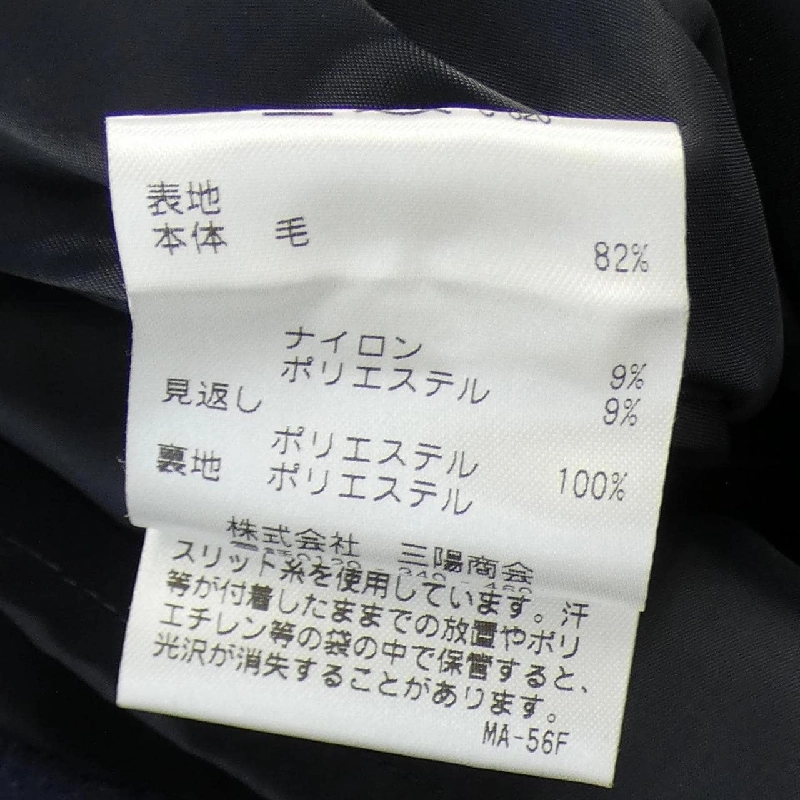 表地
本体 毛 82%
ナイロン 9%
ポリエステル 9%
見返し
ポリエステル 100%
裏地 ポリエステル
株式会社 三陽商会
スリット糸を使用しています。汗
等が付着したままでの放置やポリ
エチレン等の袋の中で保管すると、
光沢が消失することがあります。
MA-56F